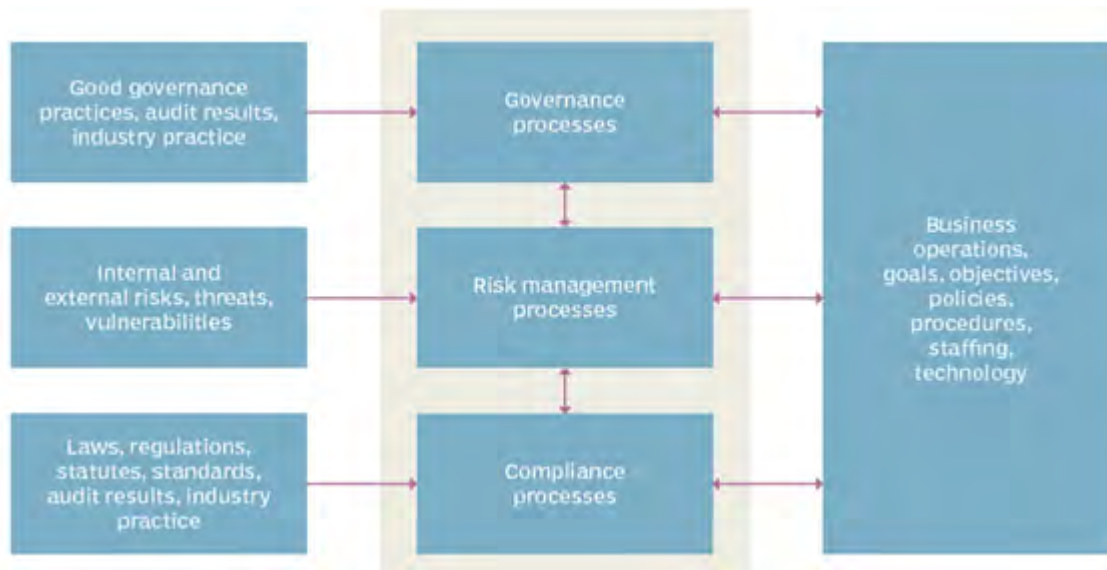 Good governance
practices, audit results,
industry practice
Governance
processes
Internal and
external risks, threats,
vulnerabilities
Risk management
processes
Laws, regulations,
statutes, standards,
audit results, industry
practice
Compliance
processes
Business
operations,
goals, objectives,
policies,
procedures,
staffing,
technology